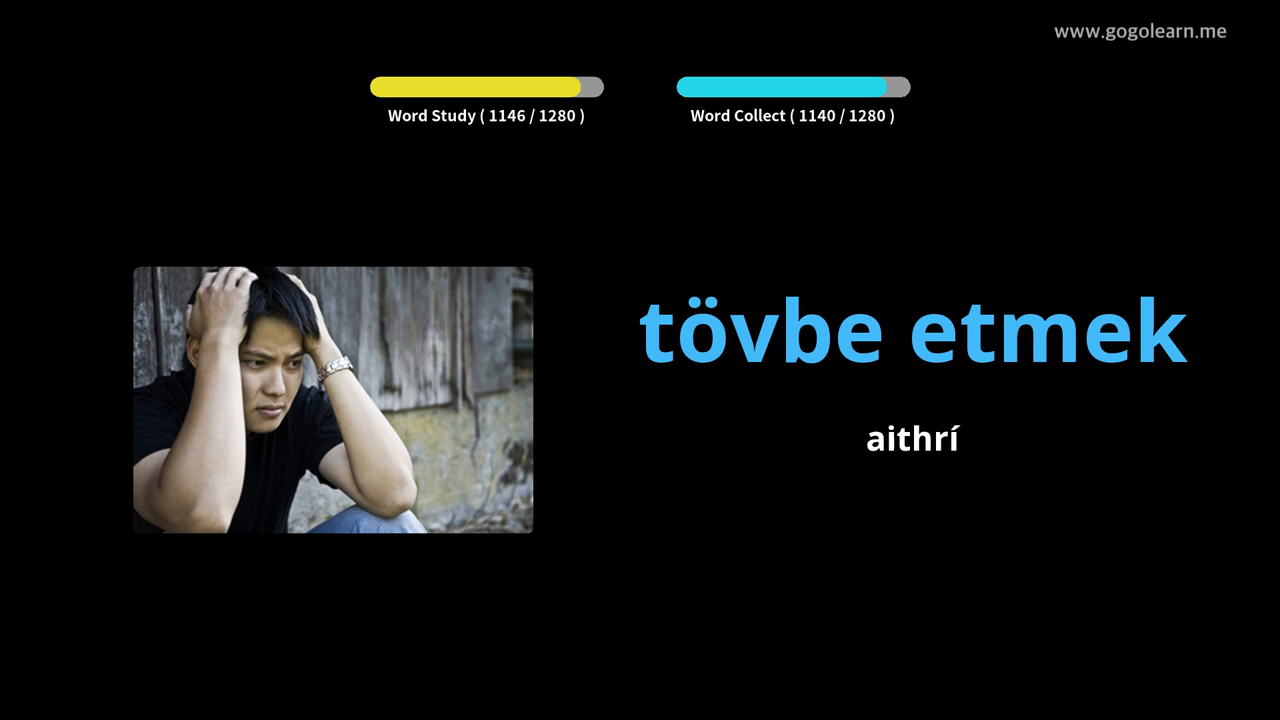 www.gogolearn.me
Word Study ( 1146 / 1280 )
Word Collect ( 1140 / 1280 )
tövbe etmek
aithrí